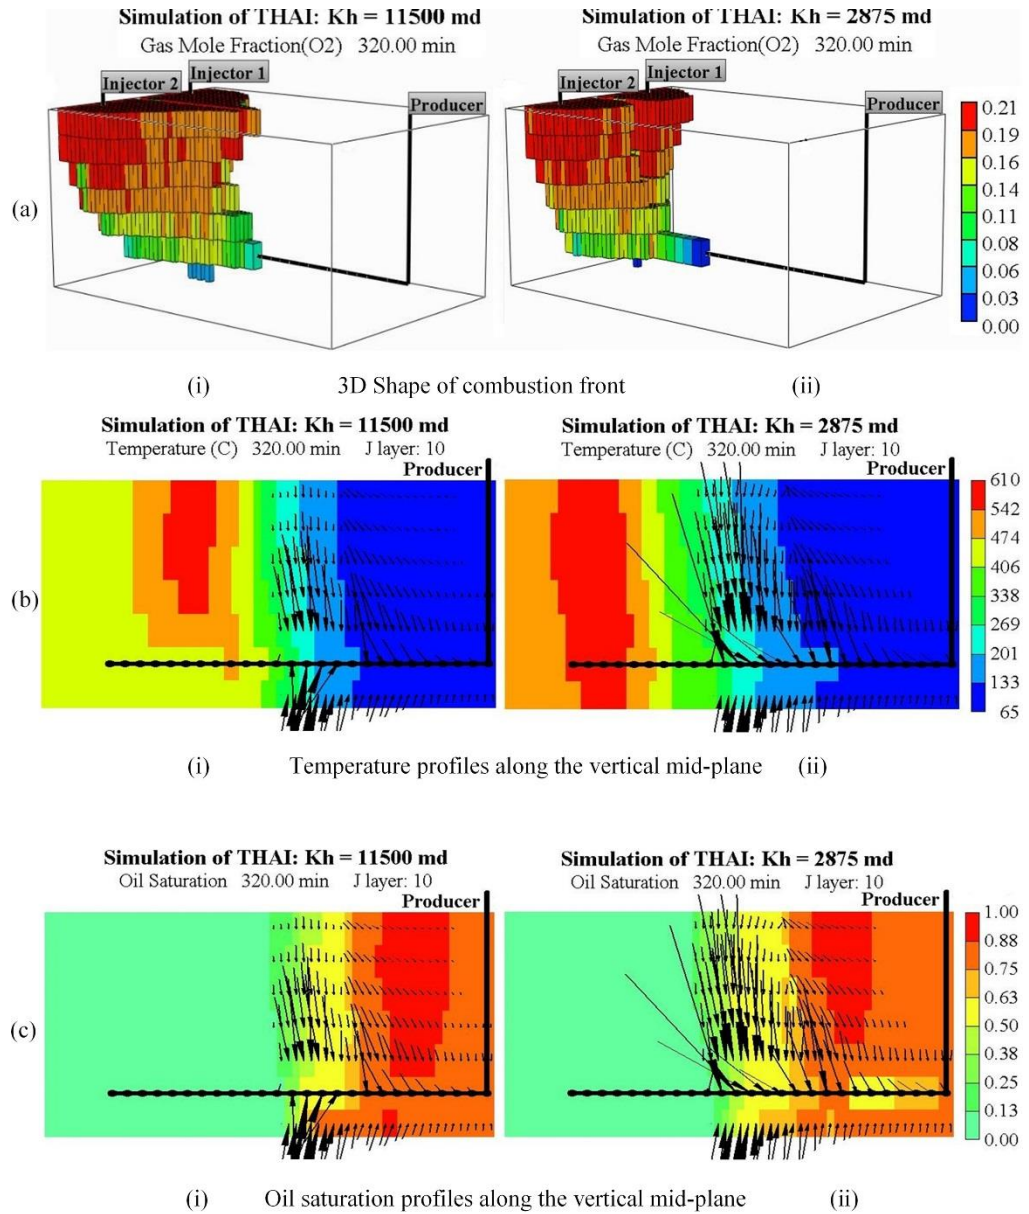 Simulation of THAI: Kh = 11500 md
Gas Mole Fraction(O2) 320.00 min
Injector 1
Injector 2
Producer
Simulation of THAI: Kh = 2875 md
Gas Mole Fraction(O2) 320.00 min
Injector 1
Injector 2
Producer
0.21
0.19
0.16
0.14
0.11
0.08
0.06
0.03
0.00
(a)
(i) 3D Shape of combustion front (ii)
Simulation of THAI: Kh = 11500 md
Temperature (C) 320.00 min J layer: 10
Producer
Simulation of THAI: Kh = 2875 md
Temperature (C) 320.00 min J layer: 10
Producer
610
542
474
406
338
269
201
133
65
(b)
(i) Temperature profiles along the vertical mid-plane (ii)
Simulation of THAI: Kh = 11500 md
Oil Saturation 320.00 min J layer: 10
Producer
Simulation of THAI: Kh = 2875 md
Oil Saturation 320.00 min J layer: 10
Producer
1.00
0.88
0.75
0.63
0.50
0.38
0.25
0.13
0.00
(c)
(i) Oil saturation profiles along the vertical mid-plane (ii)